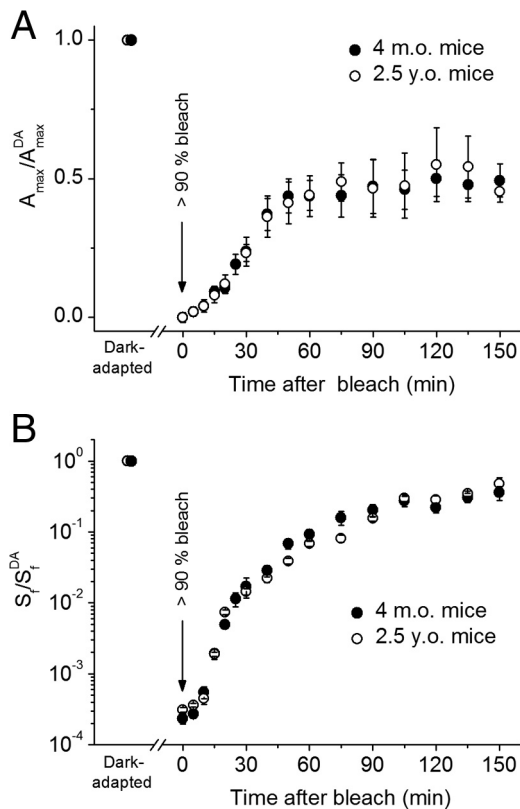 A
A_max/A_max^DA
1.0
0.5
0.0
> 90 % bleach
4 m.o. mice
2.5 y.o. mice
Dark-
adapted
0 30 60 90 120 150
Time after bleach (min)
B
S_f/S_f^DA
10^0
10^-1
10^-2
10^-3
10^-4
> 90 % bleach
4 m.o. mice
2.5 y.o. mice
Dark-
adapted
0 30 60 90 120 150
Time after bleach (min)